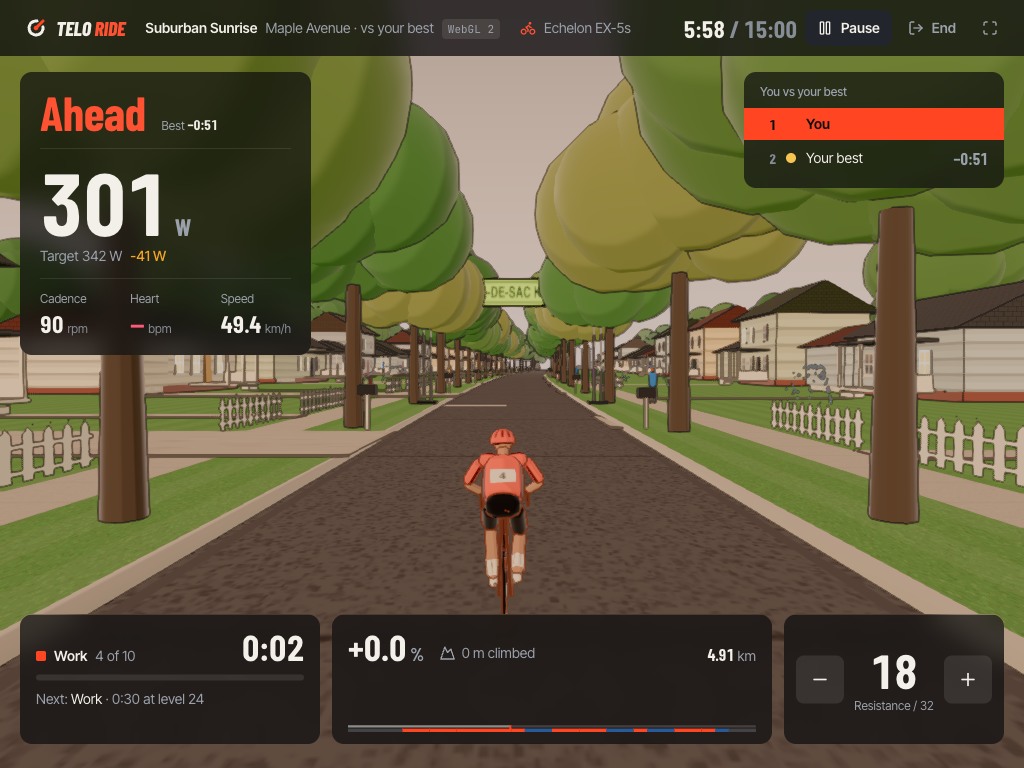 TELO RIDE Suburban Sunrise Maple Avenue · vs your best WebGL 2 Echelon EX-5s 5:58 / 15:00 Pause End
Ahead Best −0:51
301 W
Target 342 W -41 W
Cadence Heart Speed
90 rpm – bpm 49.4 km/h
You vs your best
1 You
2 Your best −0:51
-DE-SAC
4
Work 4 of 10 0:02
Next: Work · 0:30 at level 24
+0.0 % 0 m climbed 4.91 km
− 18 +
Resistance / 32